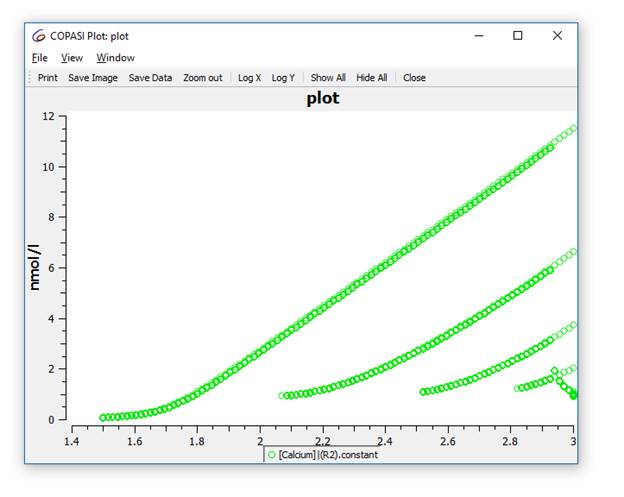 COPASI Plot: plot
File View Window
Print Save Image Save Data Zoom out Log X Log Y Show All Hide All Close
plot
nmol/l
12
10
8
6
4
2
0
1.4 1.6 1.8 2 2.2 2.4 2.6 2.8 3
[Calcium]|(R2).constant